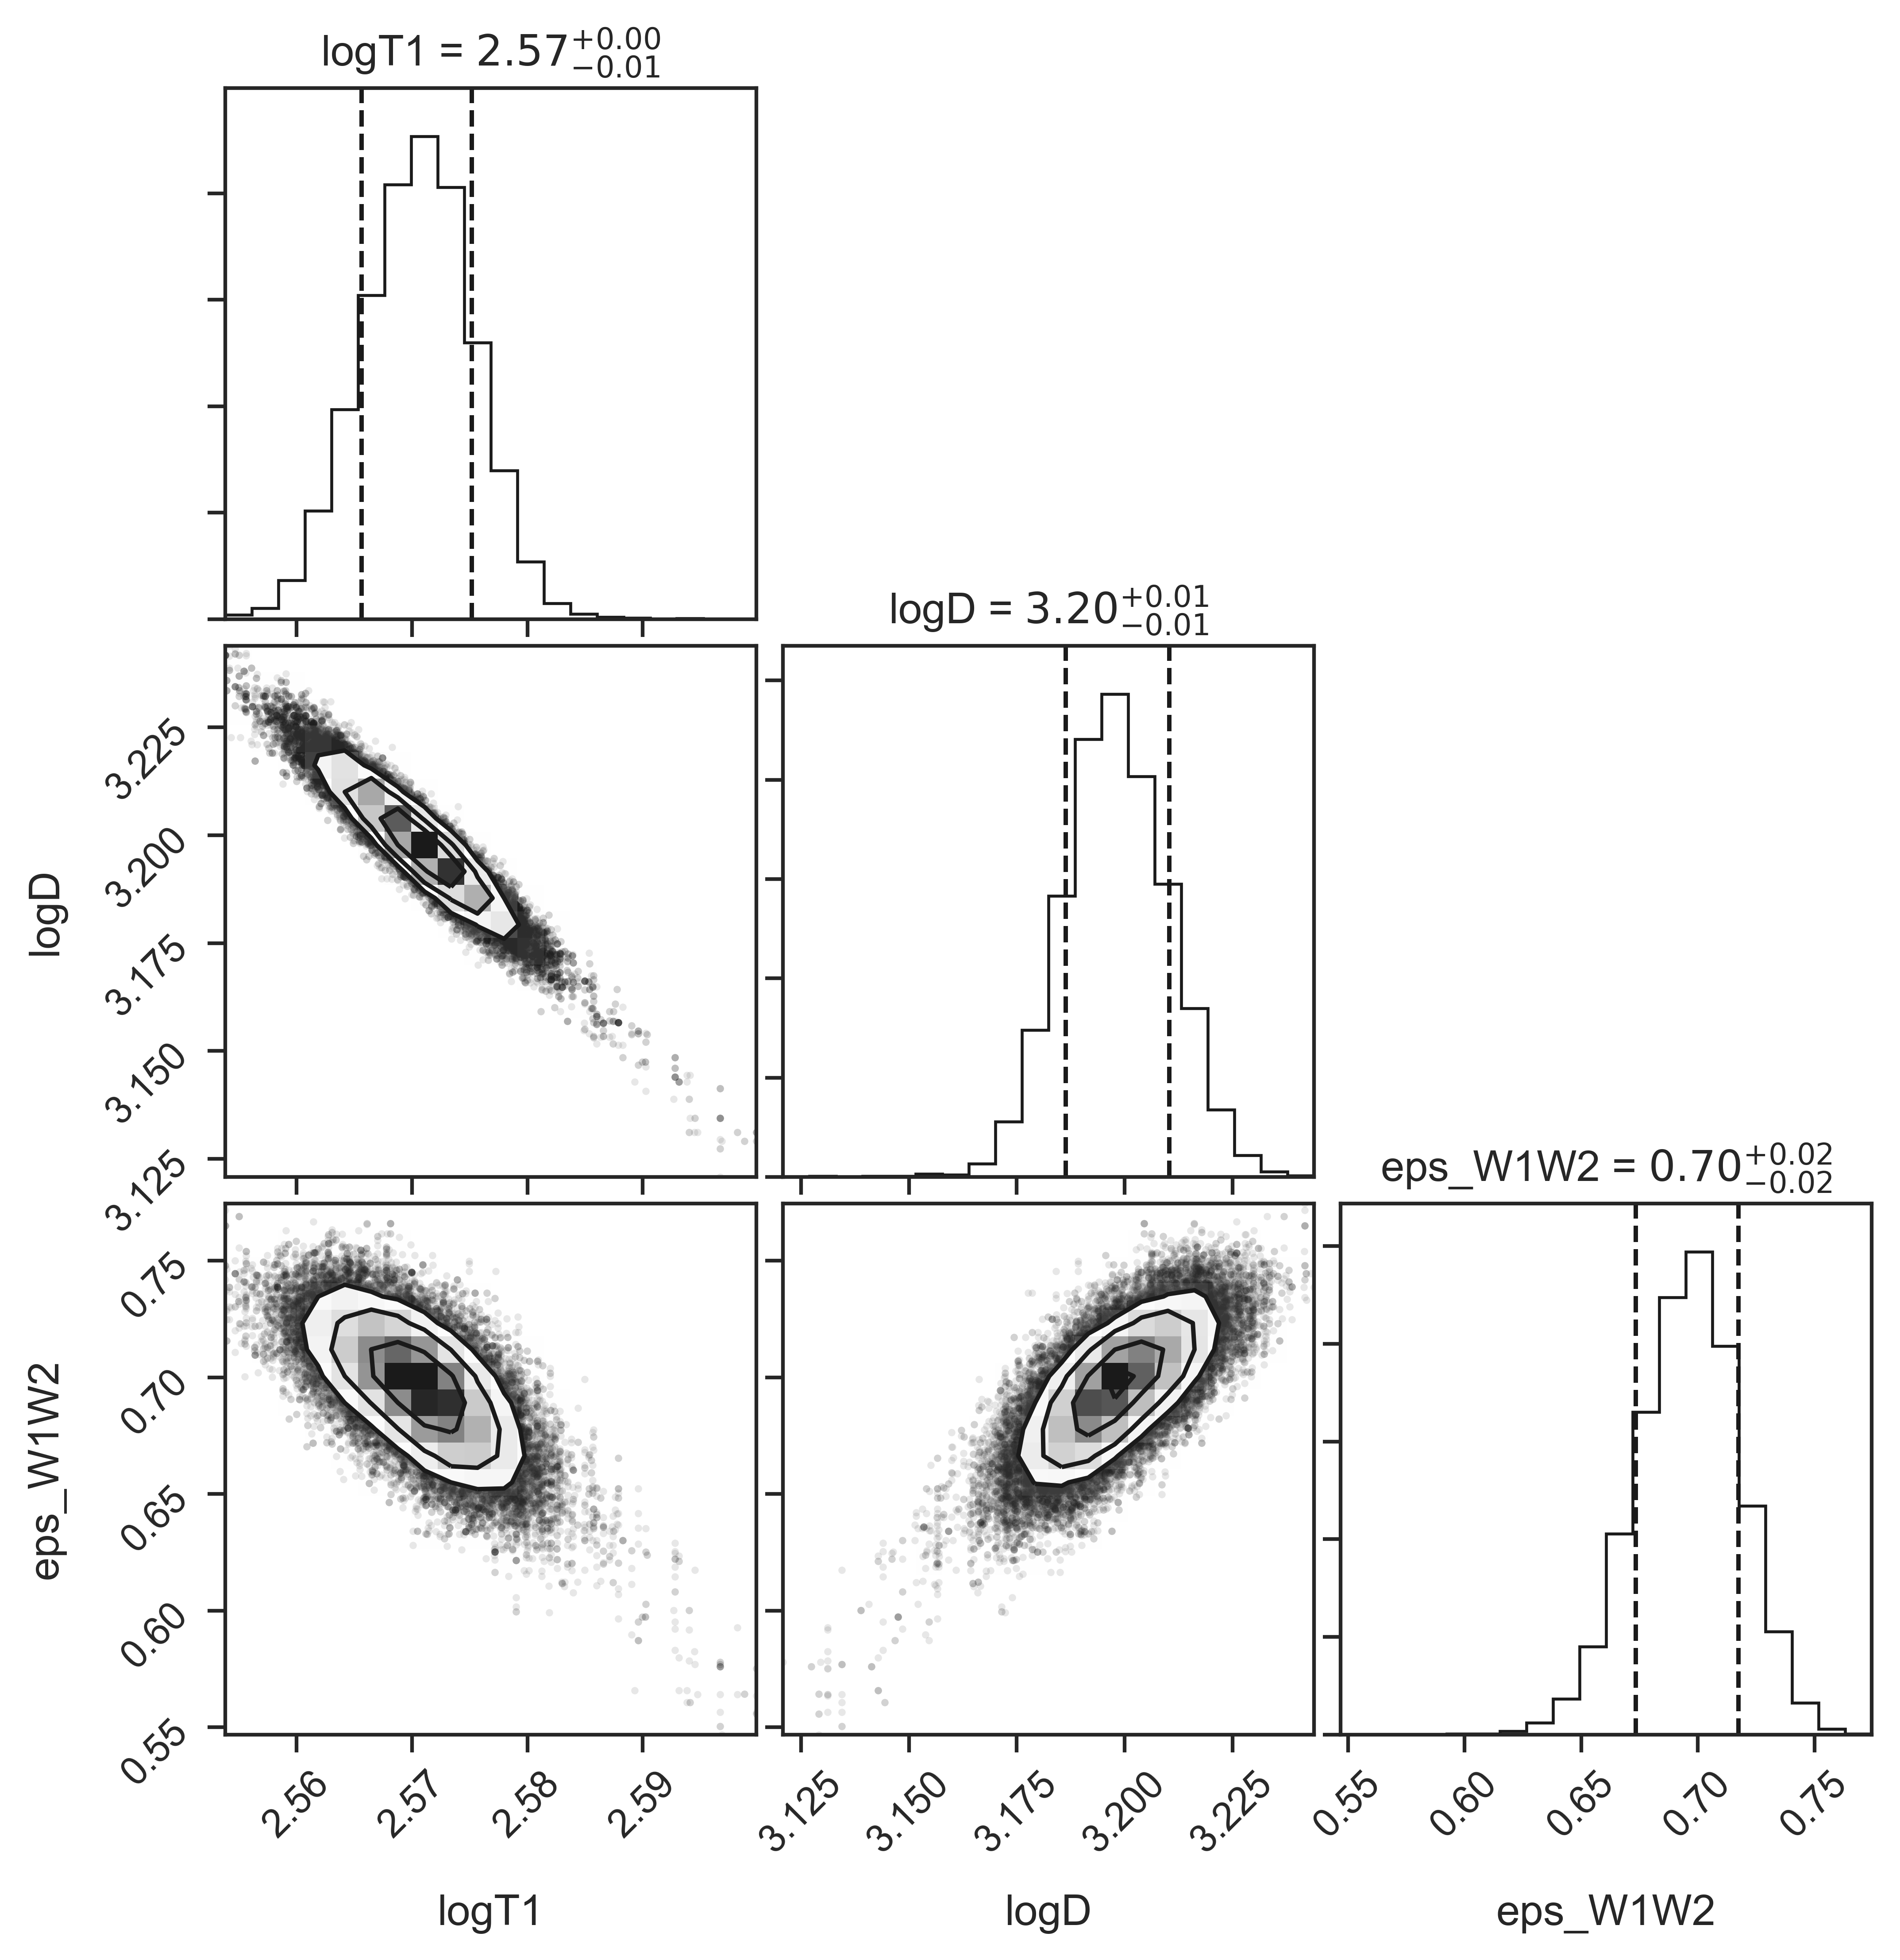 logT1 = 2.57 +0.00 −0.01
logD = 3.20 +0.01 −0.01
3.225
3.200
3.175
3.150
3.125
logD
eps_W1W2 = 0.70 +0.02 −0.02
0.75
0.70
0.65
0.60
0.55
eps_W1W2
2.56 2.57 2.58 2.59
3.125 3.150 3.175 3.200 3.225
0.55 0.60 0.65 0.70 0.75
logT1
logD
eps_W1W2